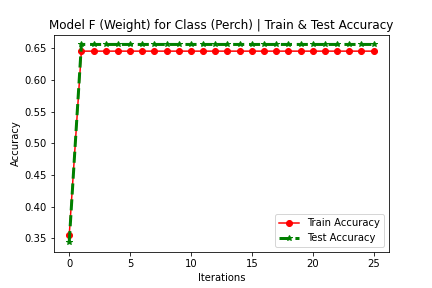 Model F (Weight) for Class (Perch) | Train & Test Accuracy
0.65
0.60
0.55
0.50
0.45
0.40
0.35
Accuracy
0 5 10 15 20 25
Iterations
Train Accuracy
Test Accuracy